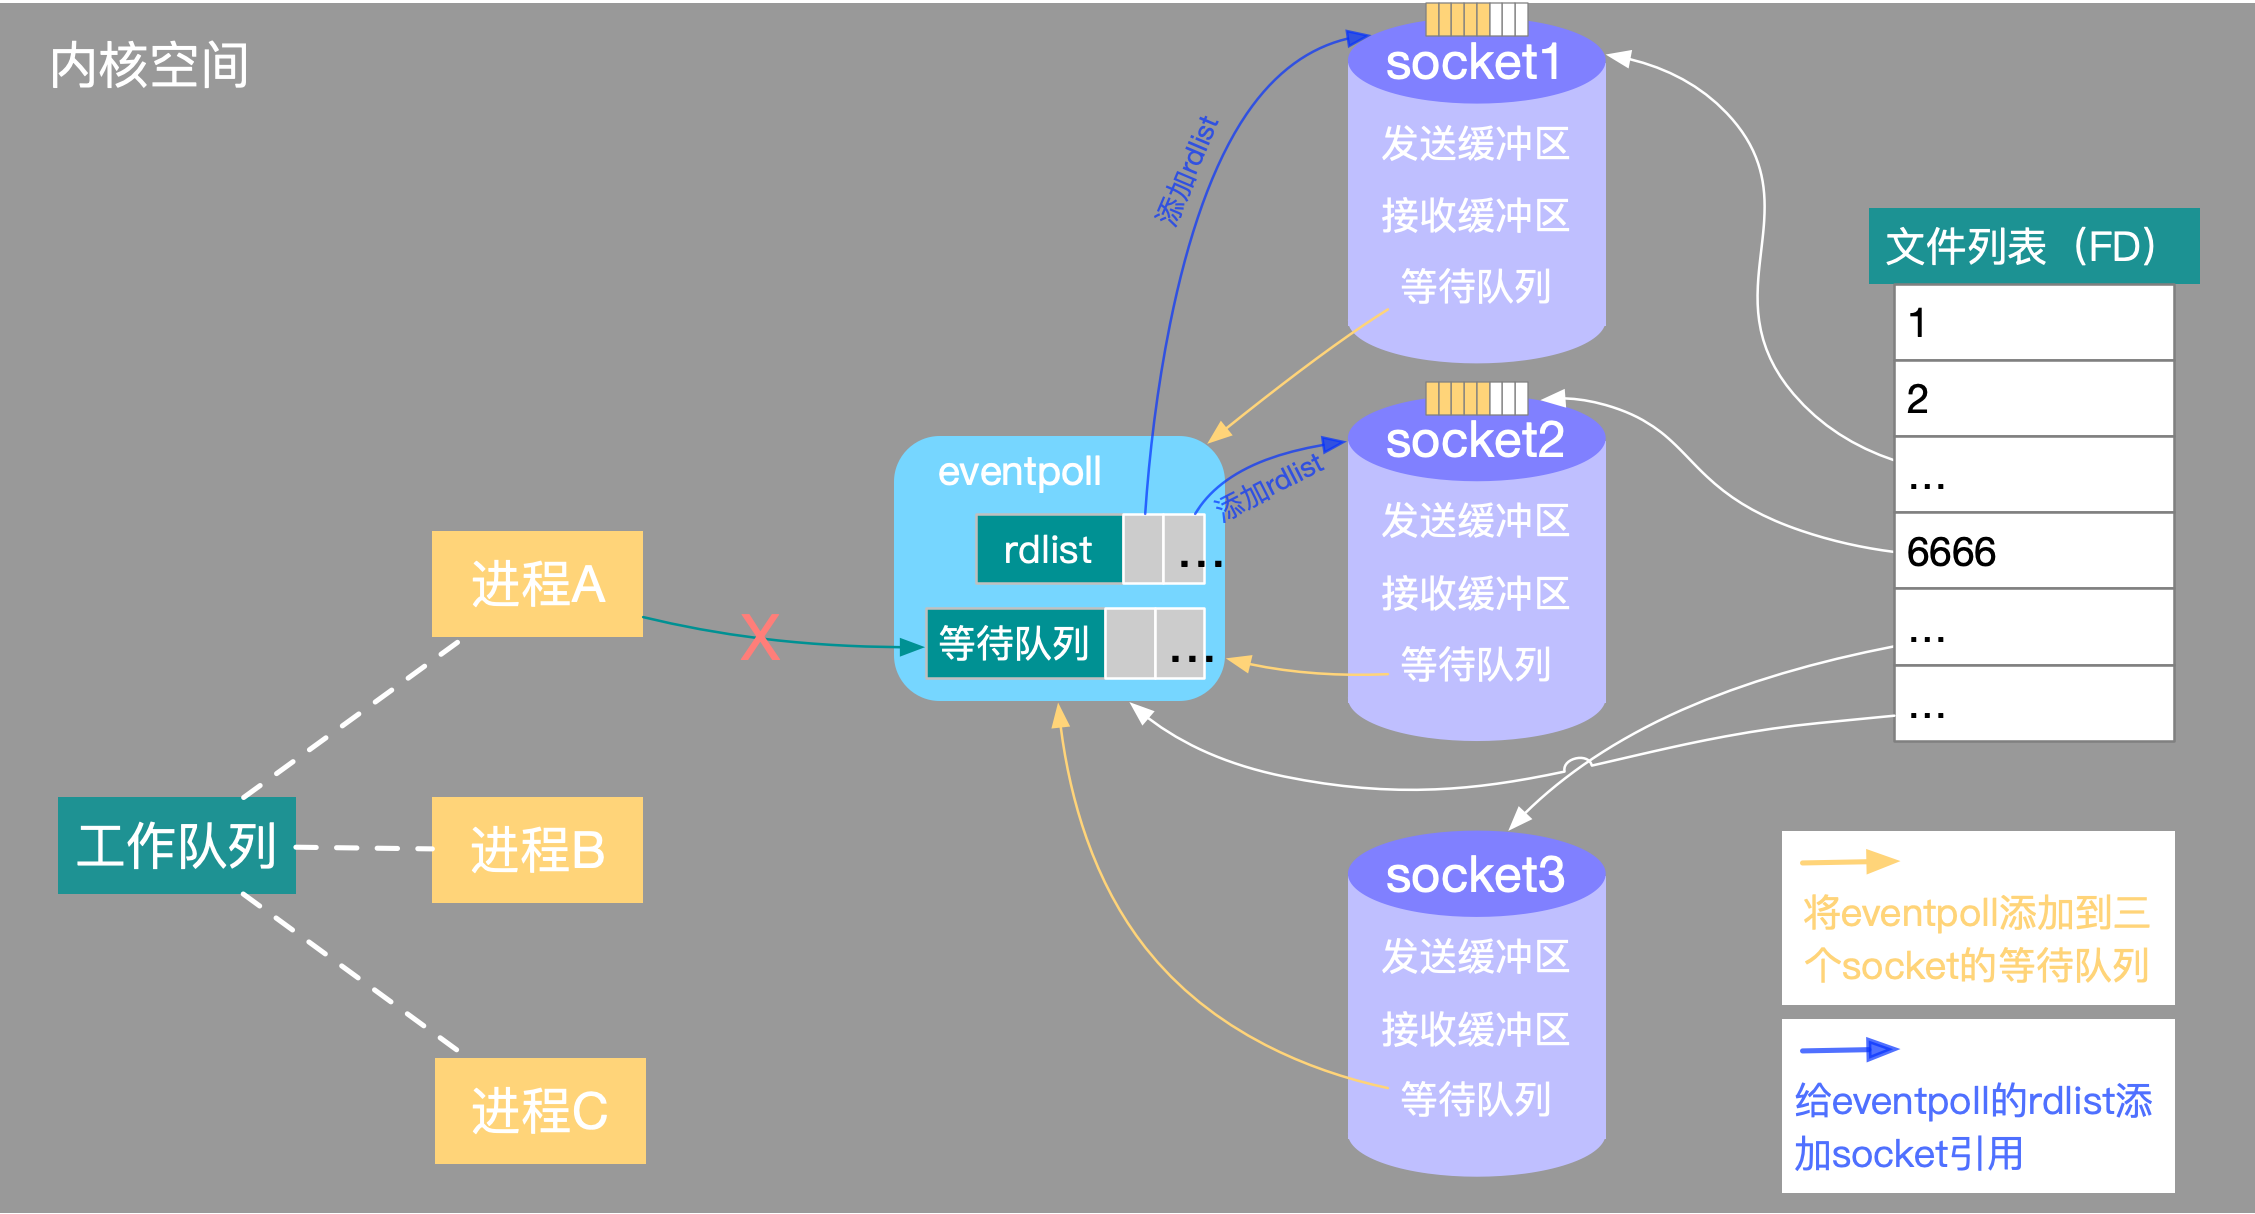 内核空间
socket1
发送缓冲区
接收缓冲区
等待队列
添加rdlist
文件列表（FD）
1
2
...
6666
...
...
socket2
发送缓冲区
接收缓冲区
等待队列
添加rdlist
eventpoll
rdlist
...
等待队列
...
进程A
X
工作队列
进程B
进程C
socket3
发送缓冲区
接收缓冲区
等待队列
将eventpoll添加到三
个socket的等待队列
给eventpoll的rdlist添
加socket引用